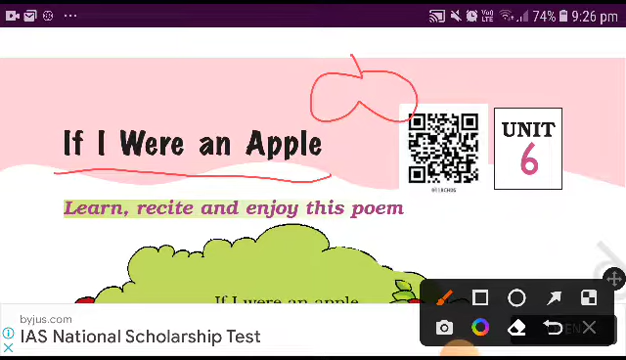 74% 9:26 pm
If I Were an Apple
UNIT
6
Learn, recite and enjoy this poem
If I were an apple
byjus.com
IAS National Scholarship Test